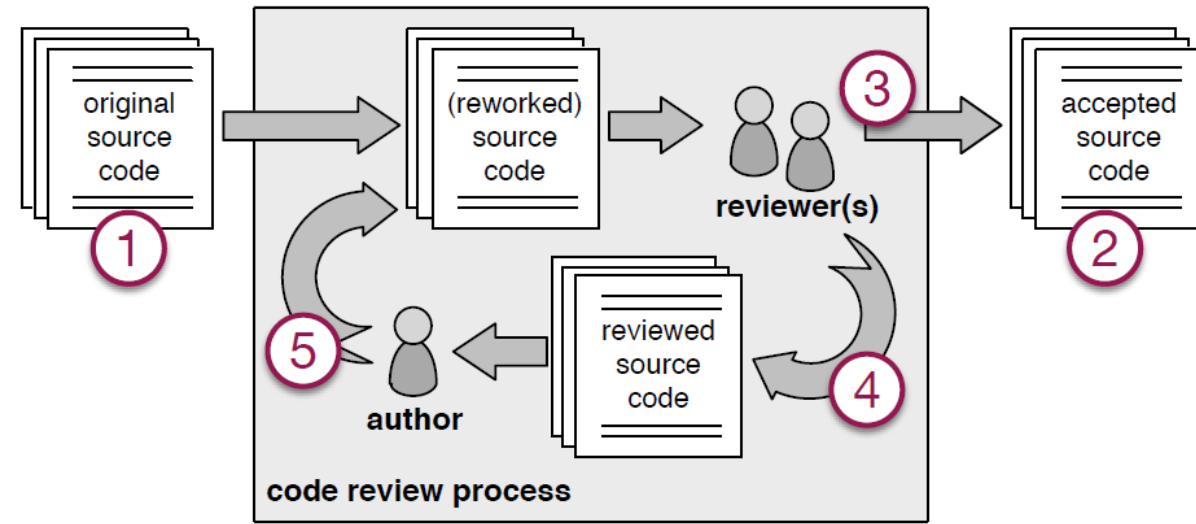 original
source
code
1
(reworked)
source
code
reviewer(s)
3
accepted
source
code
2
reviewed
source
code
4
author
5
code review process